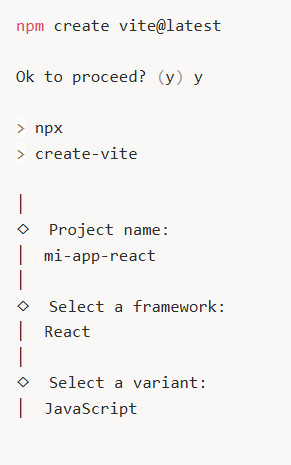 npm create vite@latest
Ok to proceed? (y) y
> npx
> create-vite
│
◇  Project name:
│  mi-app-react
│
◇  Select a framework:
│  React
│
◇  Select a variant:
│  JavaScript